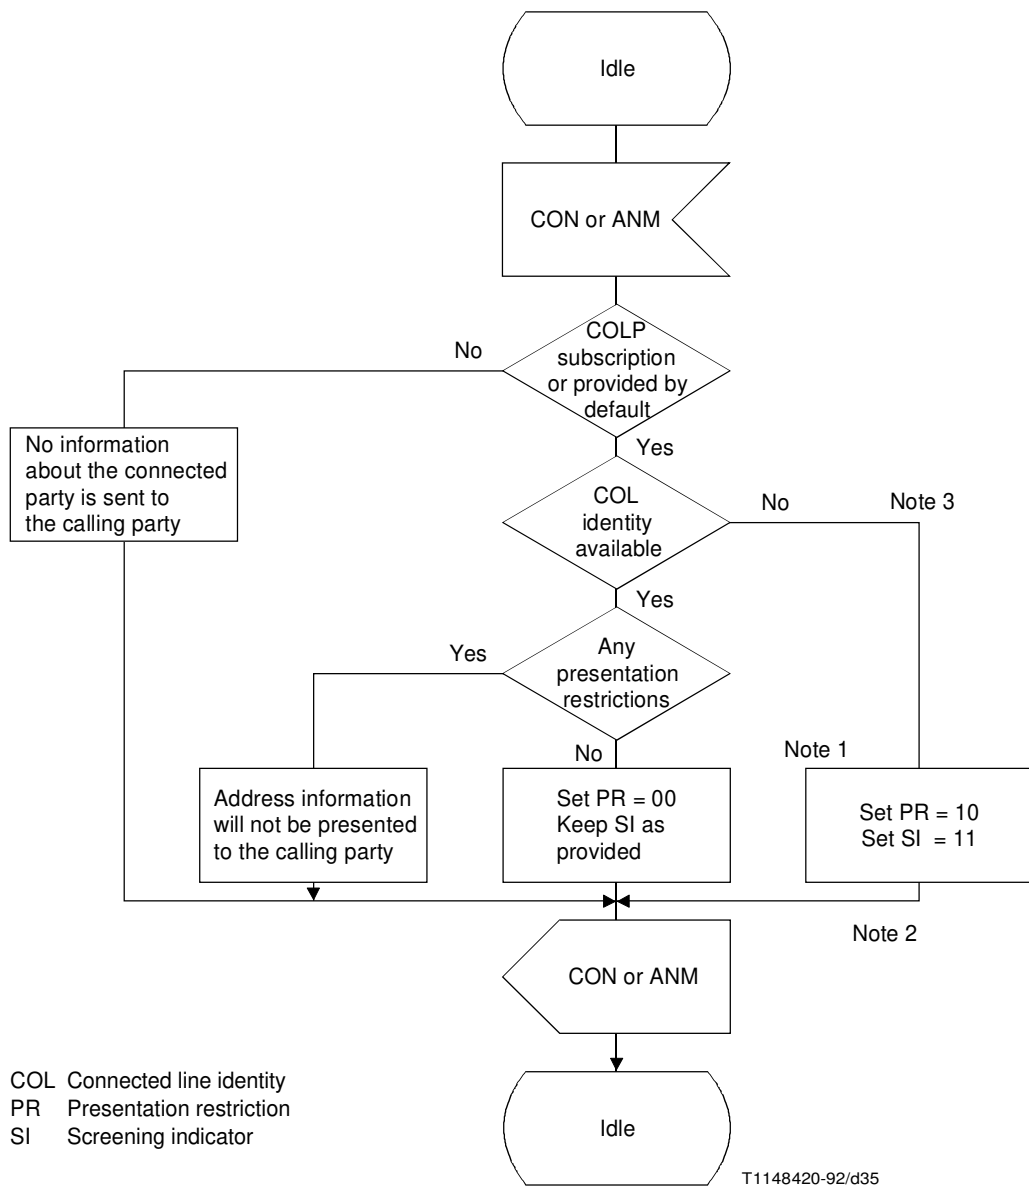 Idle
CON or ANM
COLP
subscription
or provided by
default
No
Yes
No information
about the connected
party is sent to
the calling party
COL
identity
available
No
Note 3
Yes
Any
presentation
restrictions
Yes
No
Note 1
Address information
will not be presented
to the calling party
Set PR = 00
Keep SI as
provided
Set PR = 10
Set SI = 11
Note 2
CON or ANM
COL Connected line identity
PR Presentation restriction
SI Screening indicator
Idle
T1148420-92/d35